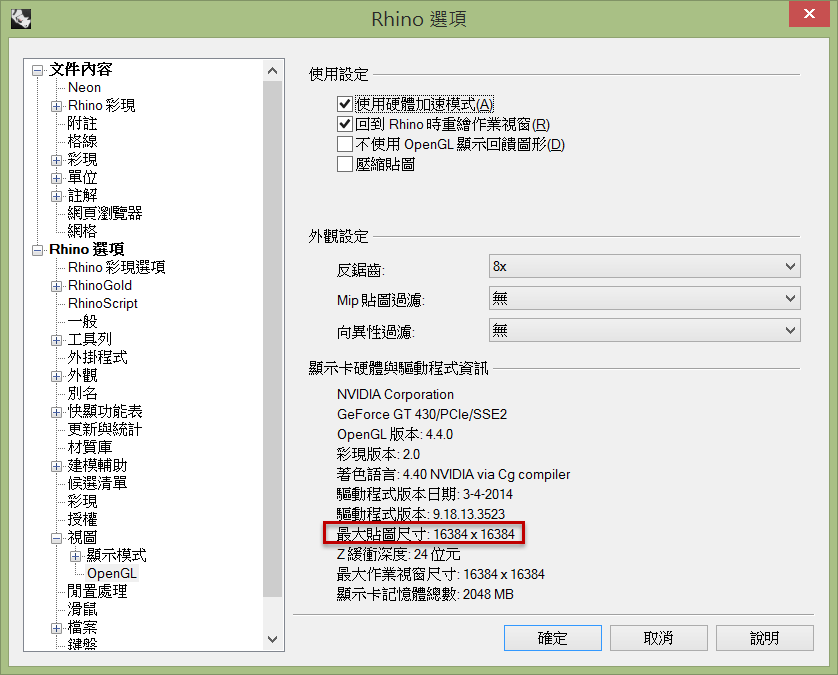 Rhino 選項
文件內容
Neon
Rhino 彩現
附註
格線
彩現
單位
註解
網頁瀏覽器
網格
Rhino 選項
Rhino 彩現選項
RhinoGold
RhinoScript
一般
工具列
外掛程式
外觀
別名
快顯功能表
更新與統計
材質庫
建模輔助
候選清單
彩現
授權
視圖
顯示模式
OpenGL
閒置處理
滑鼠
檔案
鍵盤
使用設定
使用硬體加速模式(A)
回到 Rhino 時重繪作業視窗(R)
不使用 OpenGL 顯示回饋圖形(D)
壓縮貼圖
外觀設定
反鋸齒: 8x
Mip 貼圖過濾: 無
向異性過濾: 無
顯示卡硬體與驅動程式資訊
NVIDIA Corporation
GeForce GT 430/PCIe/SSE2
OpenGL 版本: 4.4.0
彩現版本: 2.0
著色語言: 4.40 NVIDIA via Cg compiler
驅動程式版本日期: 3-4-2014
驅動程式版本: 9.18.13.3523
最大貼圖尺寸: 16384 x 16384
Z 緩衝深度: 24 位元
最大作業視窗尺寸: 16384 x 16384
顯示卡記憶體總數: 2048 MB
確定 取消 說明